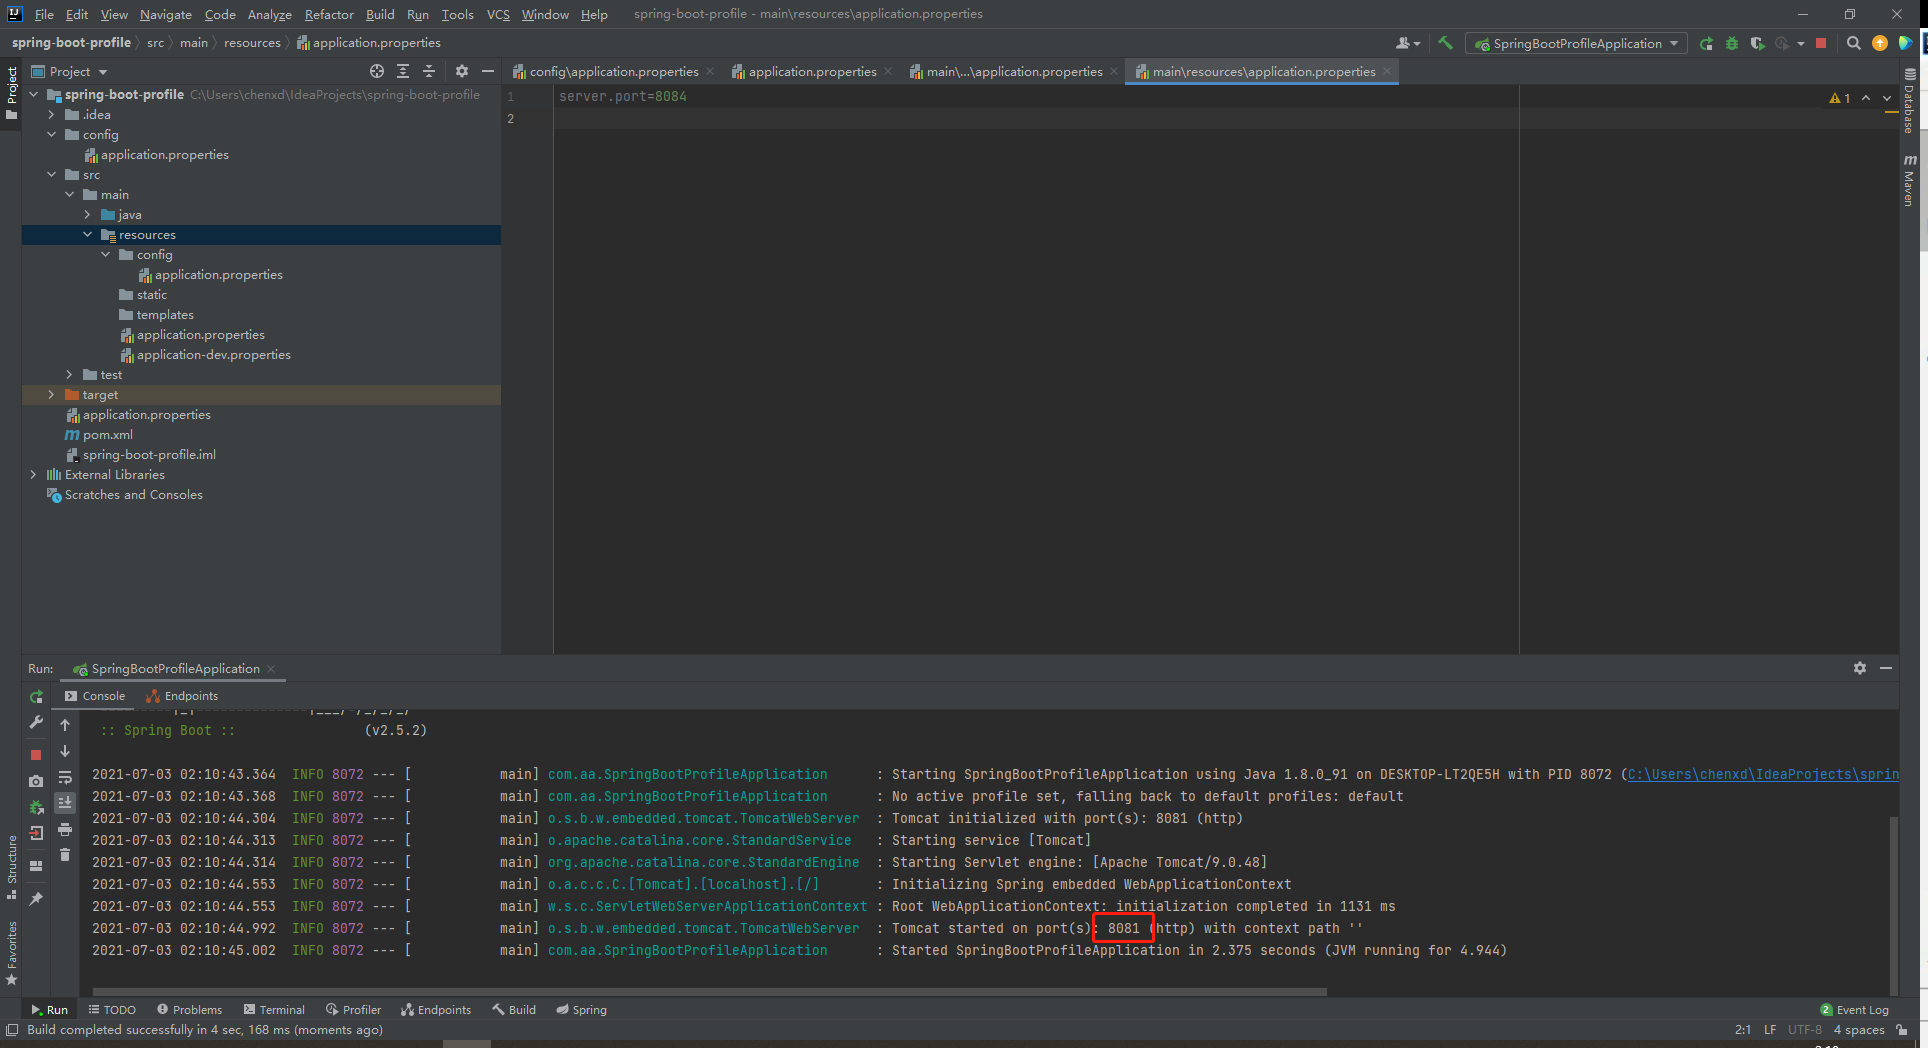 File Edit View Navigate Code Analyze Refactor Build Run Tools VCS Window Help spring-boot-profile - main\resources\application.properties
spring-boot-profile src main resources application.properties SpringBootProfileApplication
Project config\application.properties application.properties main\...\application.properties main\resources\application.properties
Project
spring-boot-profile C:\Users\chenxd\IdeaProjects\spring-boot-profile
.idea
config
application.properties
src
main
java
resources
config
application.properties
static
templates
application.properties
application-dev.properties
test
target
application.properties
pom.xml
spring-boot-profile.iml
External Libraries
Scratches and Consoles
1 server.port=8084
2
1
Database
Maven
Run: SpringBootProfileApplication
Console Endpoints
:: Spring Boot :: (v2.5.2)
2021-07-03 02:10:43.364 INFO 8072 --- [ main] com.aa.SpringBootProfileApplication : Starting SpringBootProfileApplication using Java 1.8.0_91 on DESKTOP-LT2QE5H with PID 8072 (C:\Users\chenxd\IdeaProjects\sprin
2021-07-03 02:10:43.368 INFO 8072 --- [ main] com.aa.SpringBootProfileApplication : No active profile set, falling back to default profiles: default
2021-07-03 02:10:44.304 INFO 8072 --- [ main] o.s.b.w.embedded.tomcat.TomcatWebServer : Tomcat initialized with port(s): 8081 (http)
2021-07-03 02:10:44.313 INFO 8072 --- [ main] o.apache.catalina.core.StandardService : Starting service [Tomcat]
2021-07-03 02:10:44.314 INFO 8072 --- [ main] org.apache.catalina.core.StandardEngine : Starting Servlet engine: [Apache Tomcat/9.0.48]
2021-07-03 02:10:44.553 INFO 8072 --- [ main] o.a.c.c.C.[Tomcat].[localhost].[/] : Initializing Spring embedded WebApplicationContext
2021-07-03 02:10:44.553 INFO 8072 --- [ main] w.s.c.ServletWebServerApplicationContext : Root WebApplicationContext: initialization completed in 1131 ms
2021-07-03 02:10:44.992 INFO 8072 --- [ main] o.s.b.w.embedded.tomcat.TomcatWebServer : Tomcat started on port(s): 8081 (http) with context path ''
2021-07-03 02:10:45.002 INFO 8072 --- [ main] com.aa.SpringBootProfileApplication : Started SpringBootProfileApplication in 2.375 seconds (JVM running for 4.944)
Structure
Favorites
Run TODO Problems Terminal Profiler Endpoints Build Spring 2 Event Log
Build completed successfully in 4 sec, 168 ms (moments ago) 2:1 LF UTF-8 4 spaces